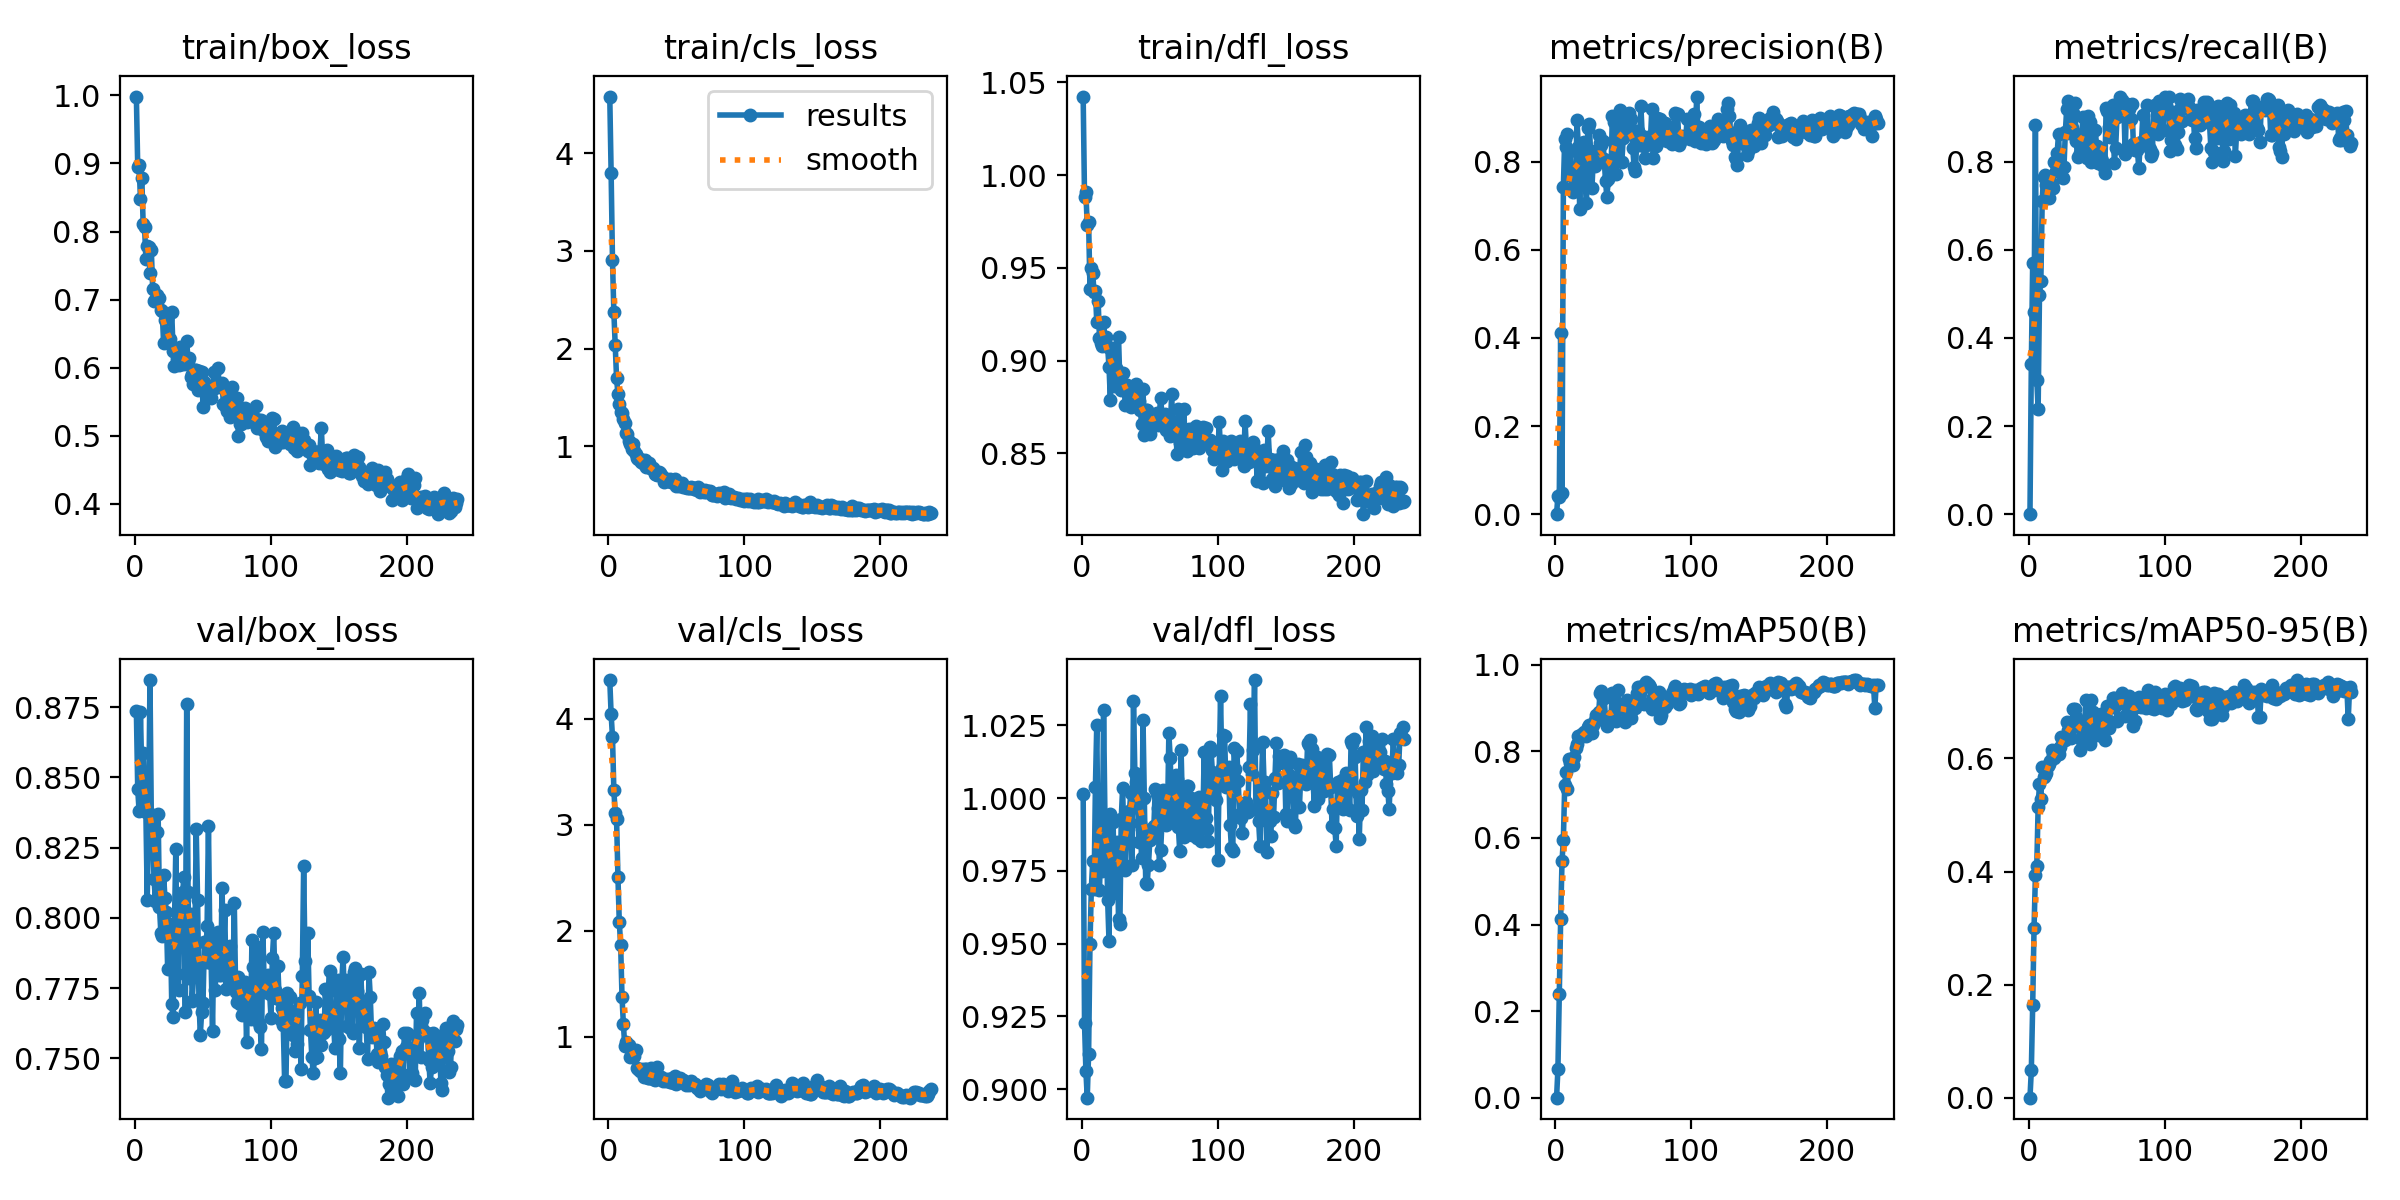 train/box_loss
1.0
0.9
0.8
0.7
0.6
0.5
0.4
0 100 200
train/cls_loss
results
smooth
4
3
2
1
0 100 200
train/dfl_loss
1.05
1.00
0.95
0.90
0.85
0 100 200
metrics/precision(B)
0.8
0.6
0.4
0.2
0.0
0 100 200
metrics/recall(B)
0.8
0.6
0.4
0.2
0.0
0 100 200
val/box_loss
0.875
0.850
0.825
0.800
0.775
0.750
0 100 200
val/cls_loss
4
3
2
1
0 100 200
val/dfl_loss
1.025
1.000
0.975
0.950
0.925
0.900
0 100 200
metrics/mAP50(B)
1.0
0.8
0.6
0.4
0.2
0.0
0 100 200
metrics/mAP50-95(B)
0.6
0.4
0.2
0.0
0 100 200